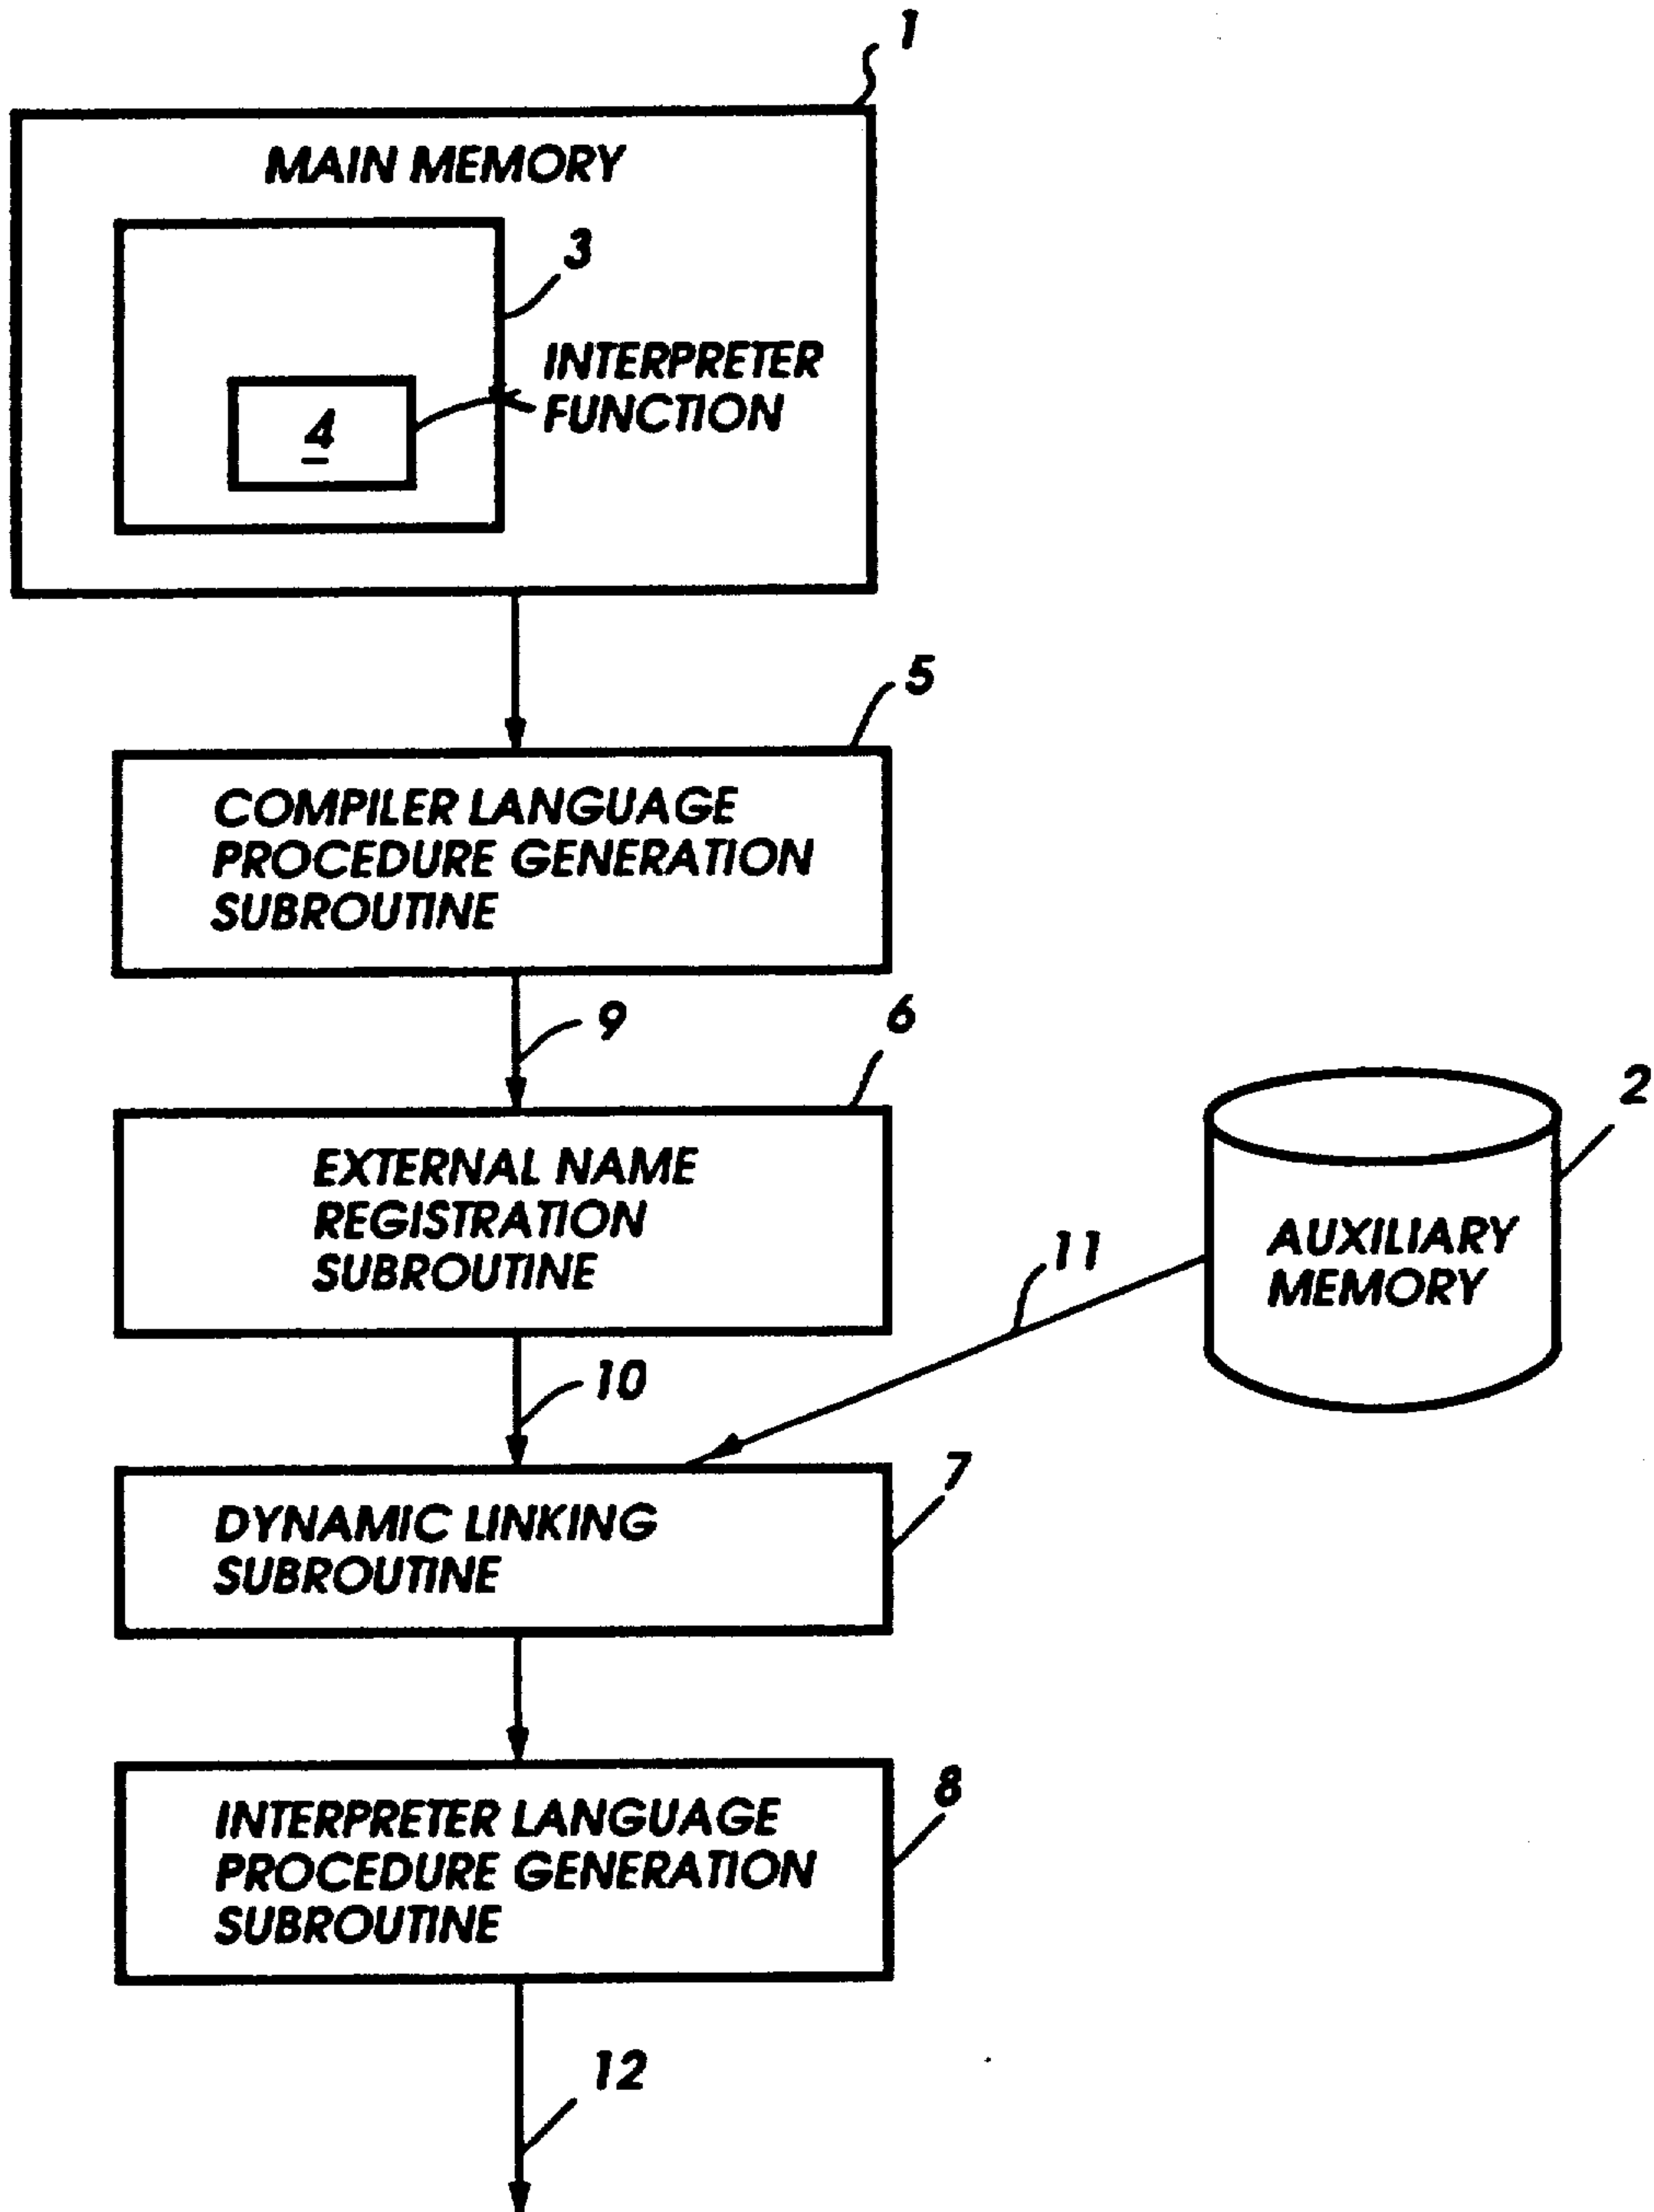 1
MAIN MEMORY
3
INTERPRETER
FUNCTION
4
5
COMPILER LANGUAGE
PROCEDURE GENERATION
SUBROUTINE
9
6
EXTERNAL NAME
REGISTRATION
SUBROUTINE
2
AUXILIARY
MEMORY
11
10
7
DYNAMIC LINKING
SUBROUTINE
8
INTERPRETER LANGUAGE
PROCEDURE GENERATION
SUBROUTINE
12